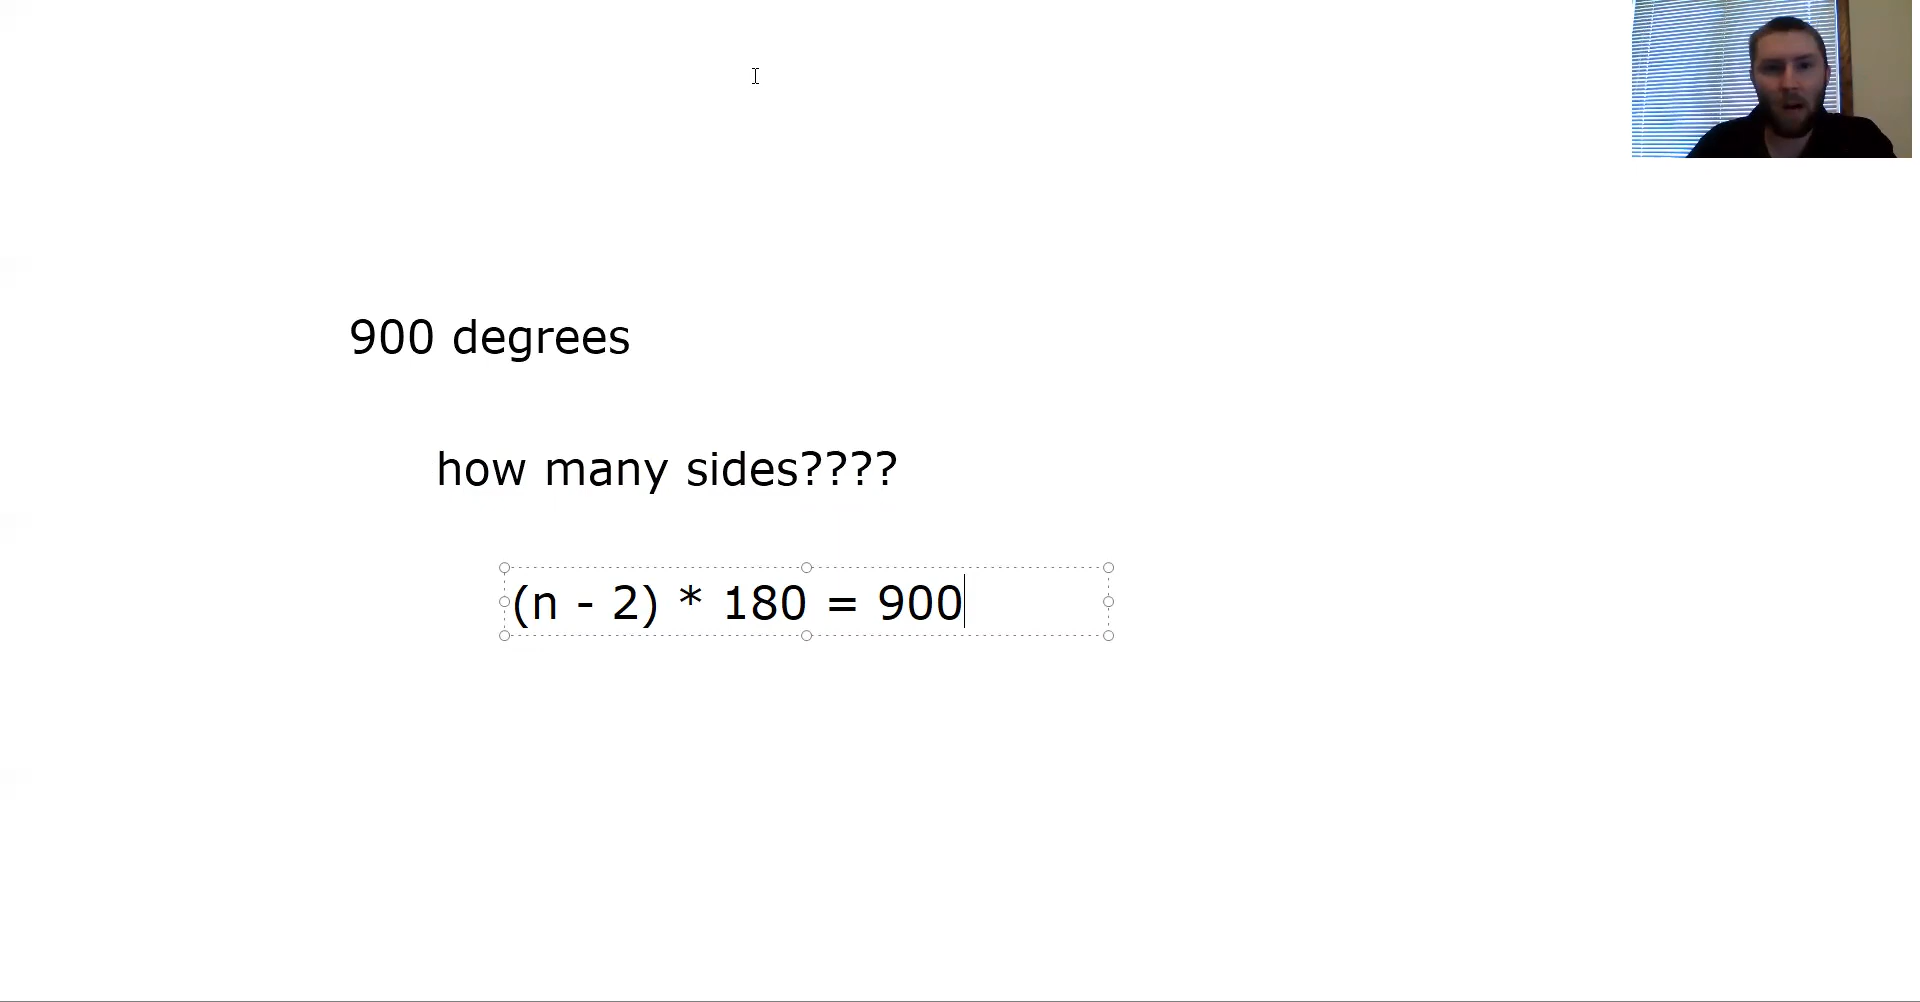 900 degrees
how many sides????
(n - 2) * 180 = 900